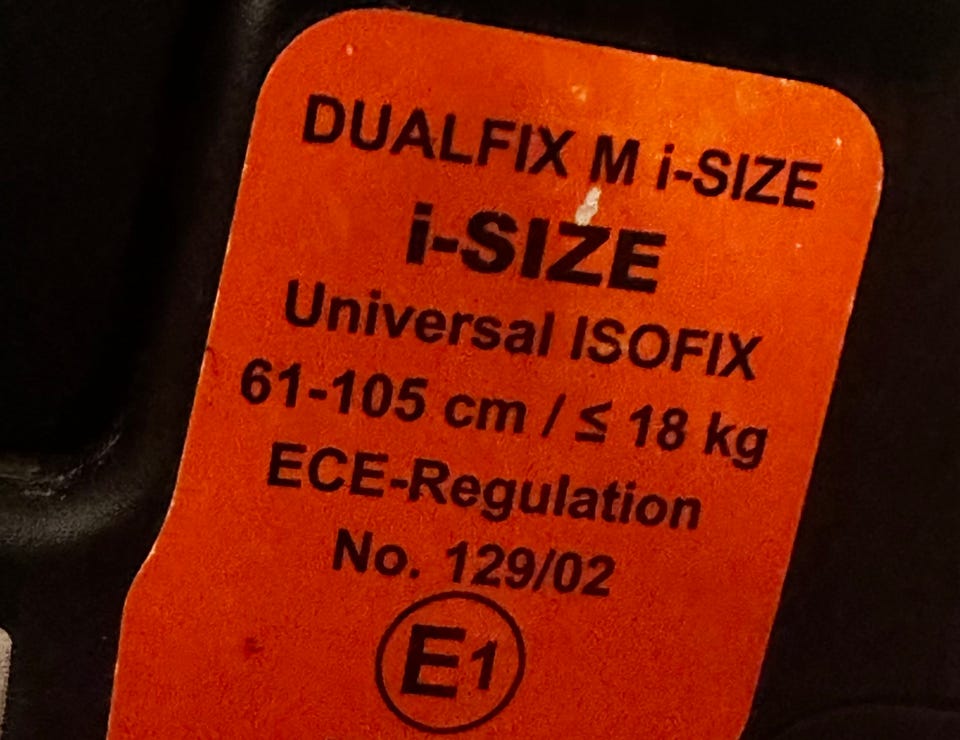 DUALFIX M i-SIZE
i-SIZE
Universal ISOFIX
61-105 cm / ≤ 18 kg
ECE-Regulation
No. 129/02
E1